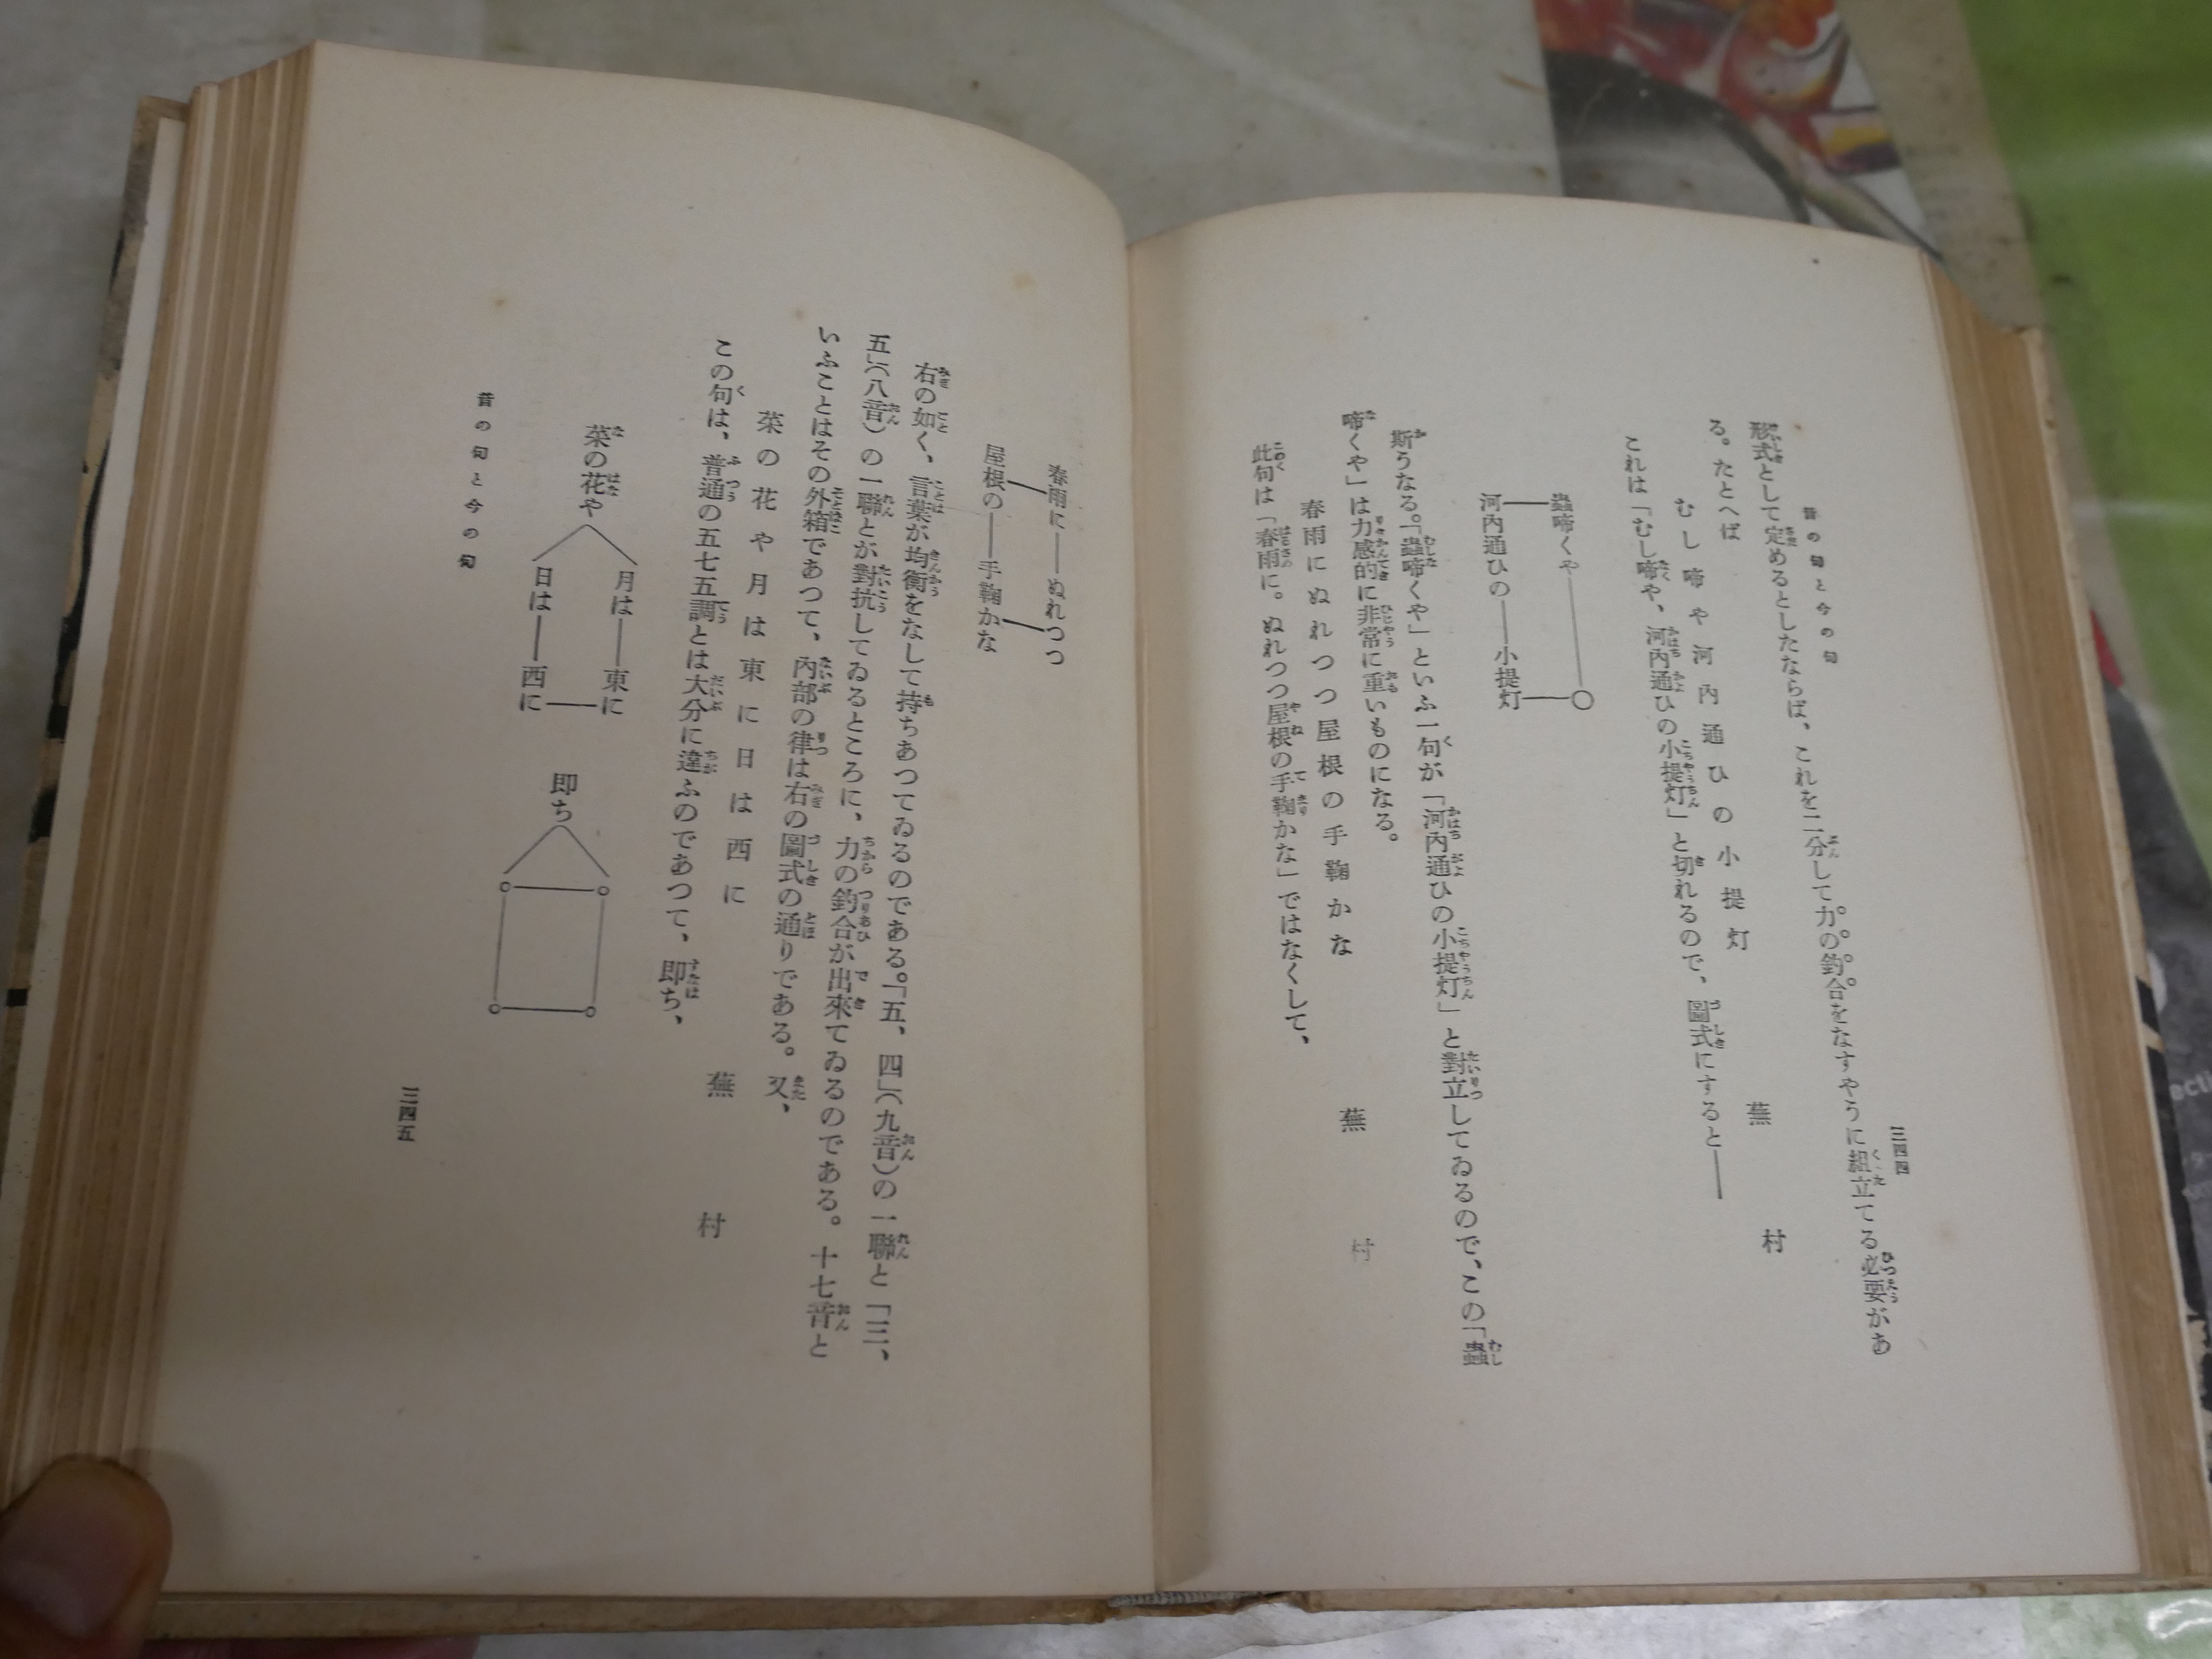 昔の句と今の句
三四四
形式として定めるとしたならば、これを二分して力の釣合をなすやうに組立てる必要があ
る。たとへば
むし啼や河内通ひの小提灯
蕪村
これは「むし啼や、河内通ひの小提灯」と切れるので、圖式にすると――
蟲啼くや――○
河内通ひの――小提灯
斯うなる。「蟲啼くや」といふ一句が、「河内通ひの小提灯」と對立してゐるので、この「蟲
啼くや」は力感的に非常に重いものになる。
春雨にぬれつつ屋根の手鞠かな
蕪村
此句は「春雨に。ぬれつつ屋根の手鞠かな」ではなくして、
春雨に――ぬれつつ
屋根の――手鞠かな
右の如く、言葉が均衡をなして持ちあつてゐるのである。「五、四」(九音)の一聯と「三、
五」(八音)の一聯とが對抗してゐるところに、力の釣合が出來てゐるのである。十七音と
いふことはその外箱であつて、内部の律は右の圖式の通りである。又、
菜の花や月は東に日は西に
蕪村
この句は、普通の五七五調とは大分に違ふのであつて、即ち、
菜の花や
月は――東に
日は――西に
即ち
昔の句と今の句
三四五